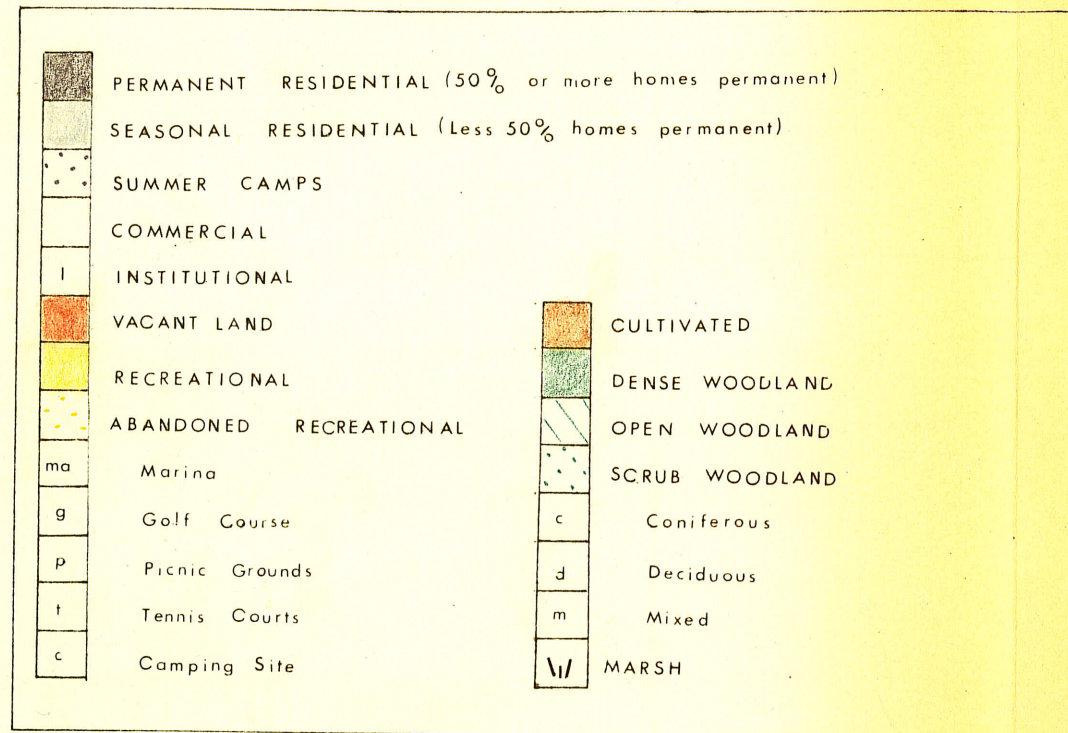 PERMANENT RESIDENTIAL (50% or more homes permanent)
SEASONAL RESIDENTIAL (Less 50% homes permanent)
SUMMER CAMPS
COMMERCIAL
I INSTITUTIONAL
VACANT LAND
RECREATIONAL
ABANDONED RECREATIONAL
ma Marina
g Golf Course
p Picnic Grounds
t Tennis Courts
c Camping Site
CULTIVATED
DENSE WOODLAND
OPEN WOODLAND
SCRUB WOODLAND
c Coniferous
d Deciduous
m Mixed
MARSH